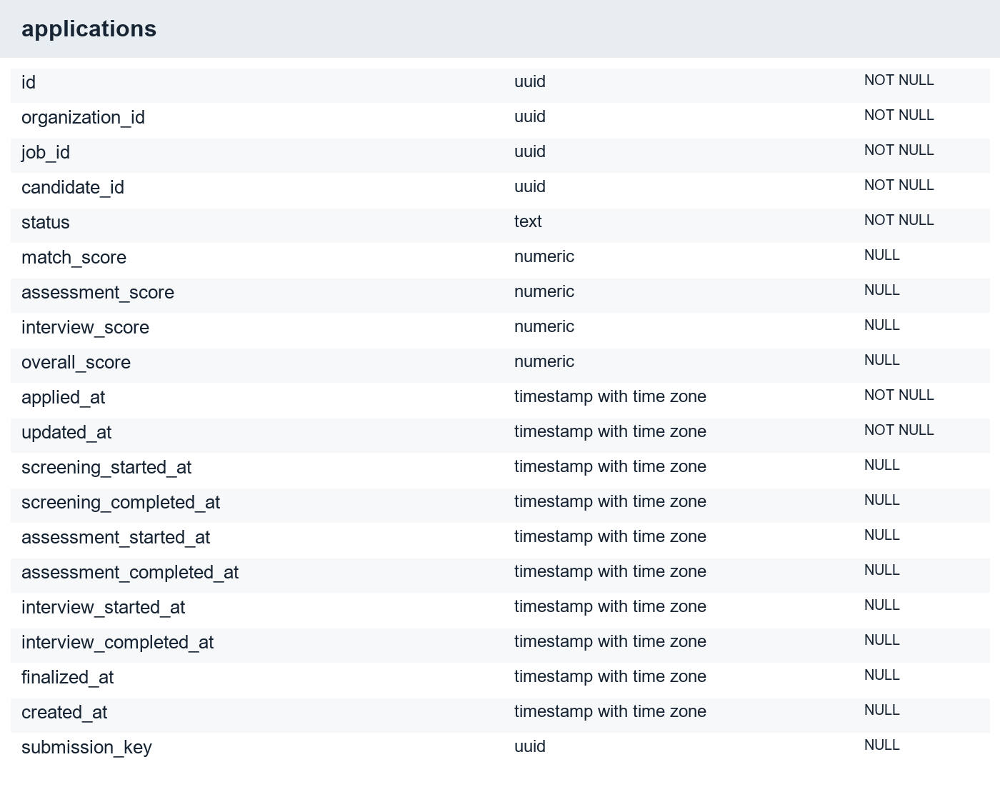 applications
id uuid NOT NULL
organization_id uuid NOT NULL
job_id uuid NOT NULL
candidate_id uuid NOT NULL
status text NOT NULL
match_score numeric NULL
assessment_score numeric NULL
interview_score numeric NULL
overall_score numeric NULL
applied_at timestamp with time zone NOT NULL
updated_at timestamp with time zone NOT NULL
screening_started_at timestamp with time zone NULL
screening_completed_at timestamp with time zone NULL
assessment_started_at timestamp with time zone NULL
assessment_completed_at timestamp with time zone NULL
interview_started_at timestamp with time zone NULL
interview_completed_at timestamp with time zone NULL
finalized_at timestamp with time zone NULL
created_at timestamp with time zone NULL
submission_key uuid NULL